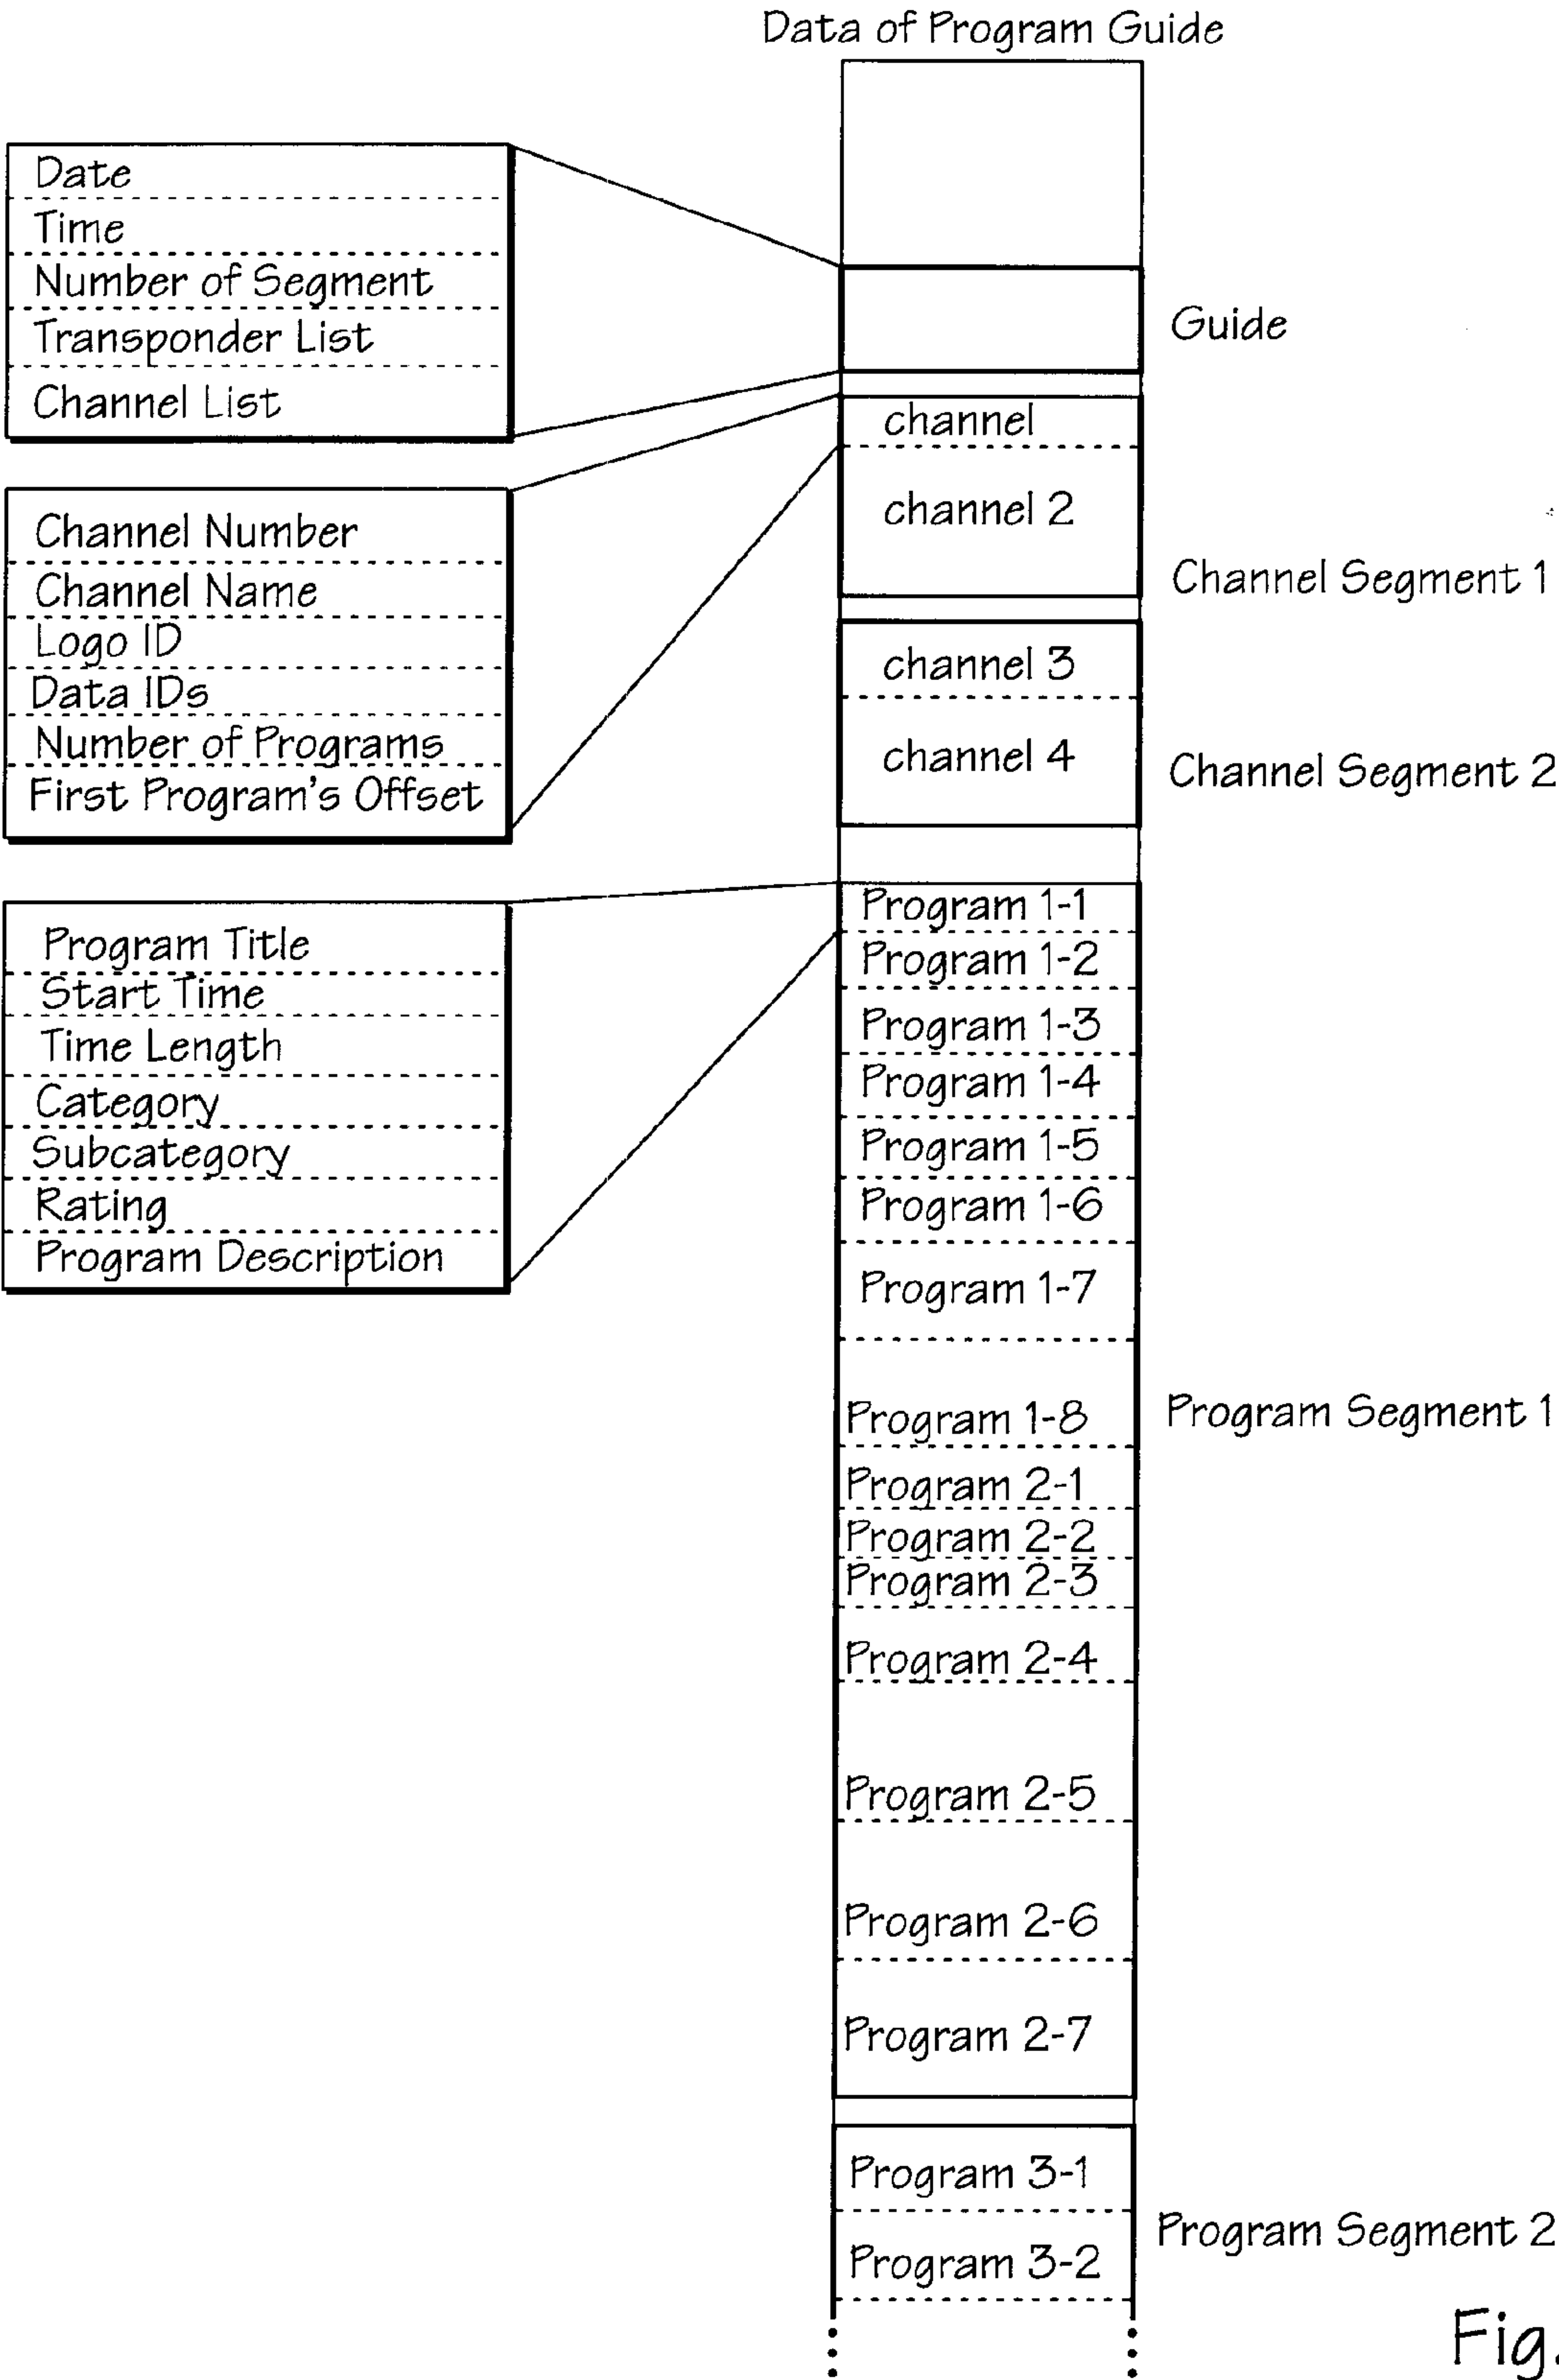 Data of Program Guide
Date
Time
Number of Segment
Transponder List
Channel List
Guide
channel
channel 2
Channel Segment 1
Channel Number
Channel Name
Logo ID
Data IDs
Number of Programs
First Program's Offset
channel 3
channel 4
Channel Segment 2
Program Title
Start Time
Time Length
Category
Subcategory
Rating
Program Description
Program 1-1
Program 1-2
Program 1-3
Program 1-4
Program 1-5
Program 1-6
Program 1-7
Program 1-8
Program 2-1
Program 2-2
Program 2-3
Program 2-4
Program 2-5
Program 2-6
Program 2-7
Program Segment 1
Program 3-1
Program 3-2
Program Segment 2
Fig.